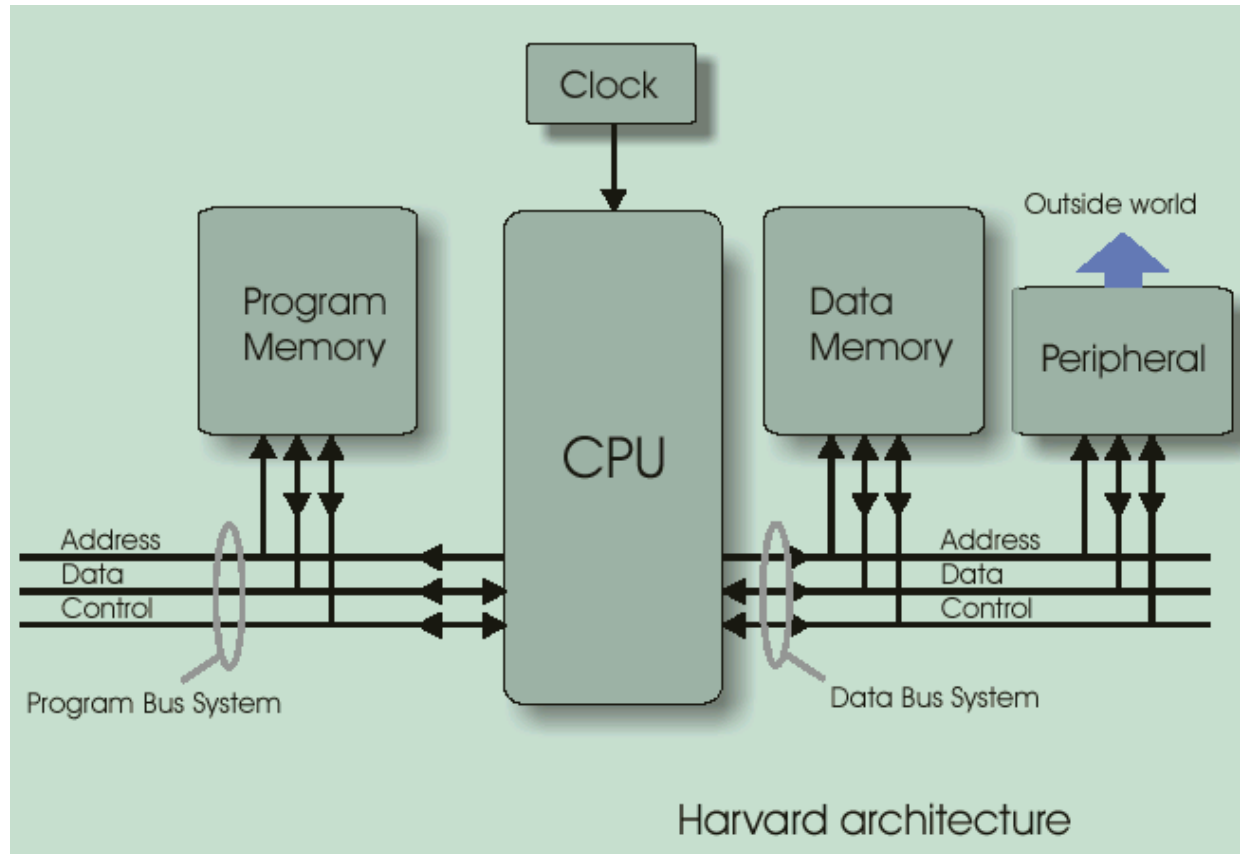 Clock
Outside world
Program
Memory
CPU
Data
Memory
Peripheral
Address
Data
Control
Program Bus System
Address
Data
Control
Data Bus System
Harvard architecture